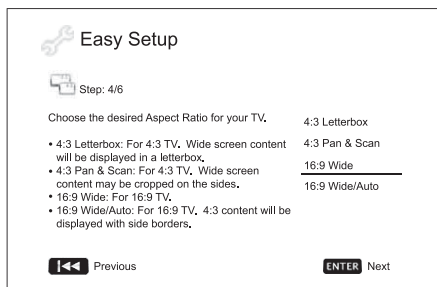 Easy Setup
Step: 4/6
Choose the desired Aspect Ratio for your TV.
• 4:3 Letterbox: For 4:3 TV. Wide screen content
will be displayed in a letterbox.
• 4:3 Pan & Scan: For 4:3 TV. Wide screen
content may be cropped on the sides.
• 16:9 Wide: For 16:9 TV.
• 16:9 Wide/Auto: For 16:9 TV. 4:3 content will be
displayed with side borders.
4:3 Letterbox
4:3 Pan & Scan
16:9 Wide
16:9 Wide/Auto
Previous
ENTER Next